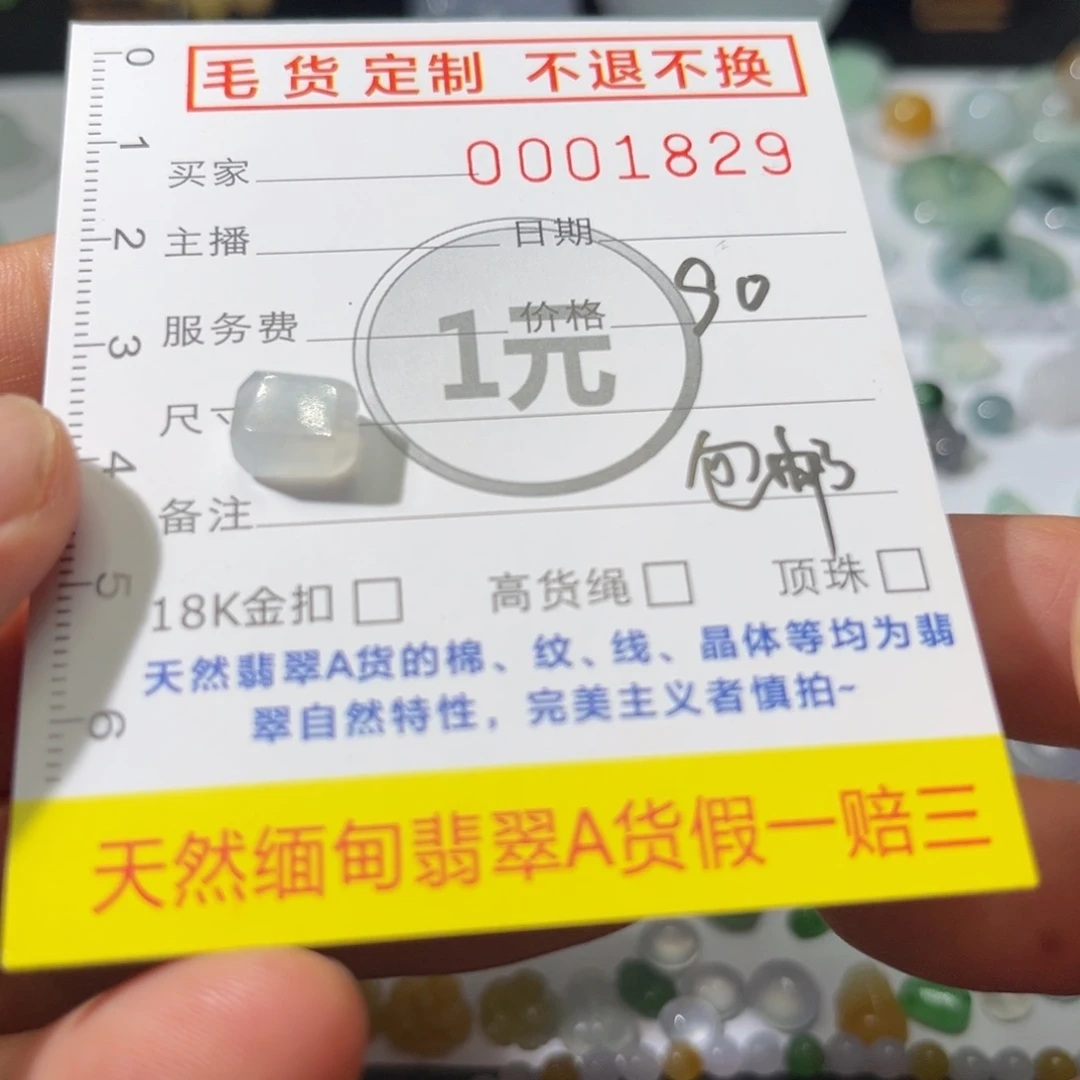 毛货定制 不退不换
买家 0001829
主播 日期
服务费 价格 90
1元
尺寸
包邮
备注
18K金扣 高货绳 顶珠
天然翡翠A货的棉、纹、线、晶体等均为翡
翠自然特性，完美主义者慎拍~
天然缅甸翡翠A货假一赔三
0
1
2
3
4
5
6